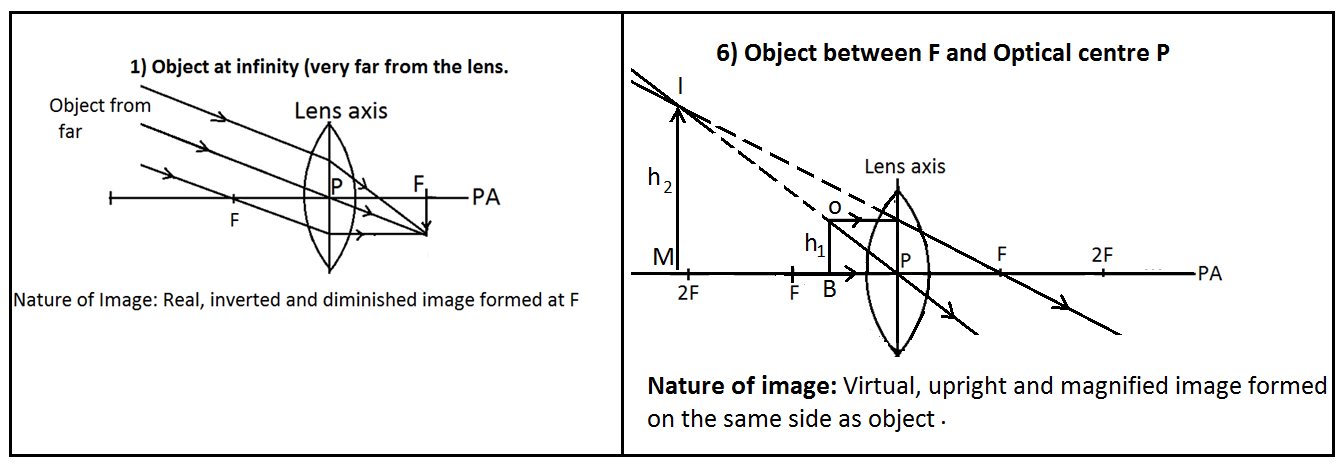 1) Object at infinity (very far from the lens.
Object from
far
Lens axis
P
F
PA
F
Nature of Image: Real, inverted and diminished image formed at F
6) Object between F and Optical centre P
I
Lens axis
h2
O
h1
M
P
F
2F
PA
2F
F
B
Nature of image: Virtual, upright and magnified image formed
on the same side as object .